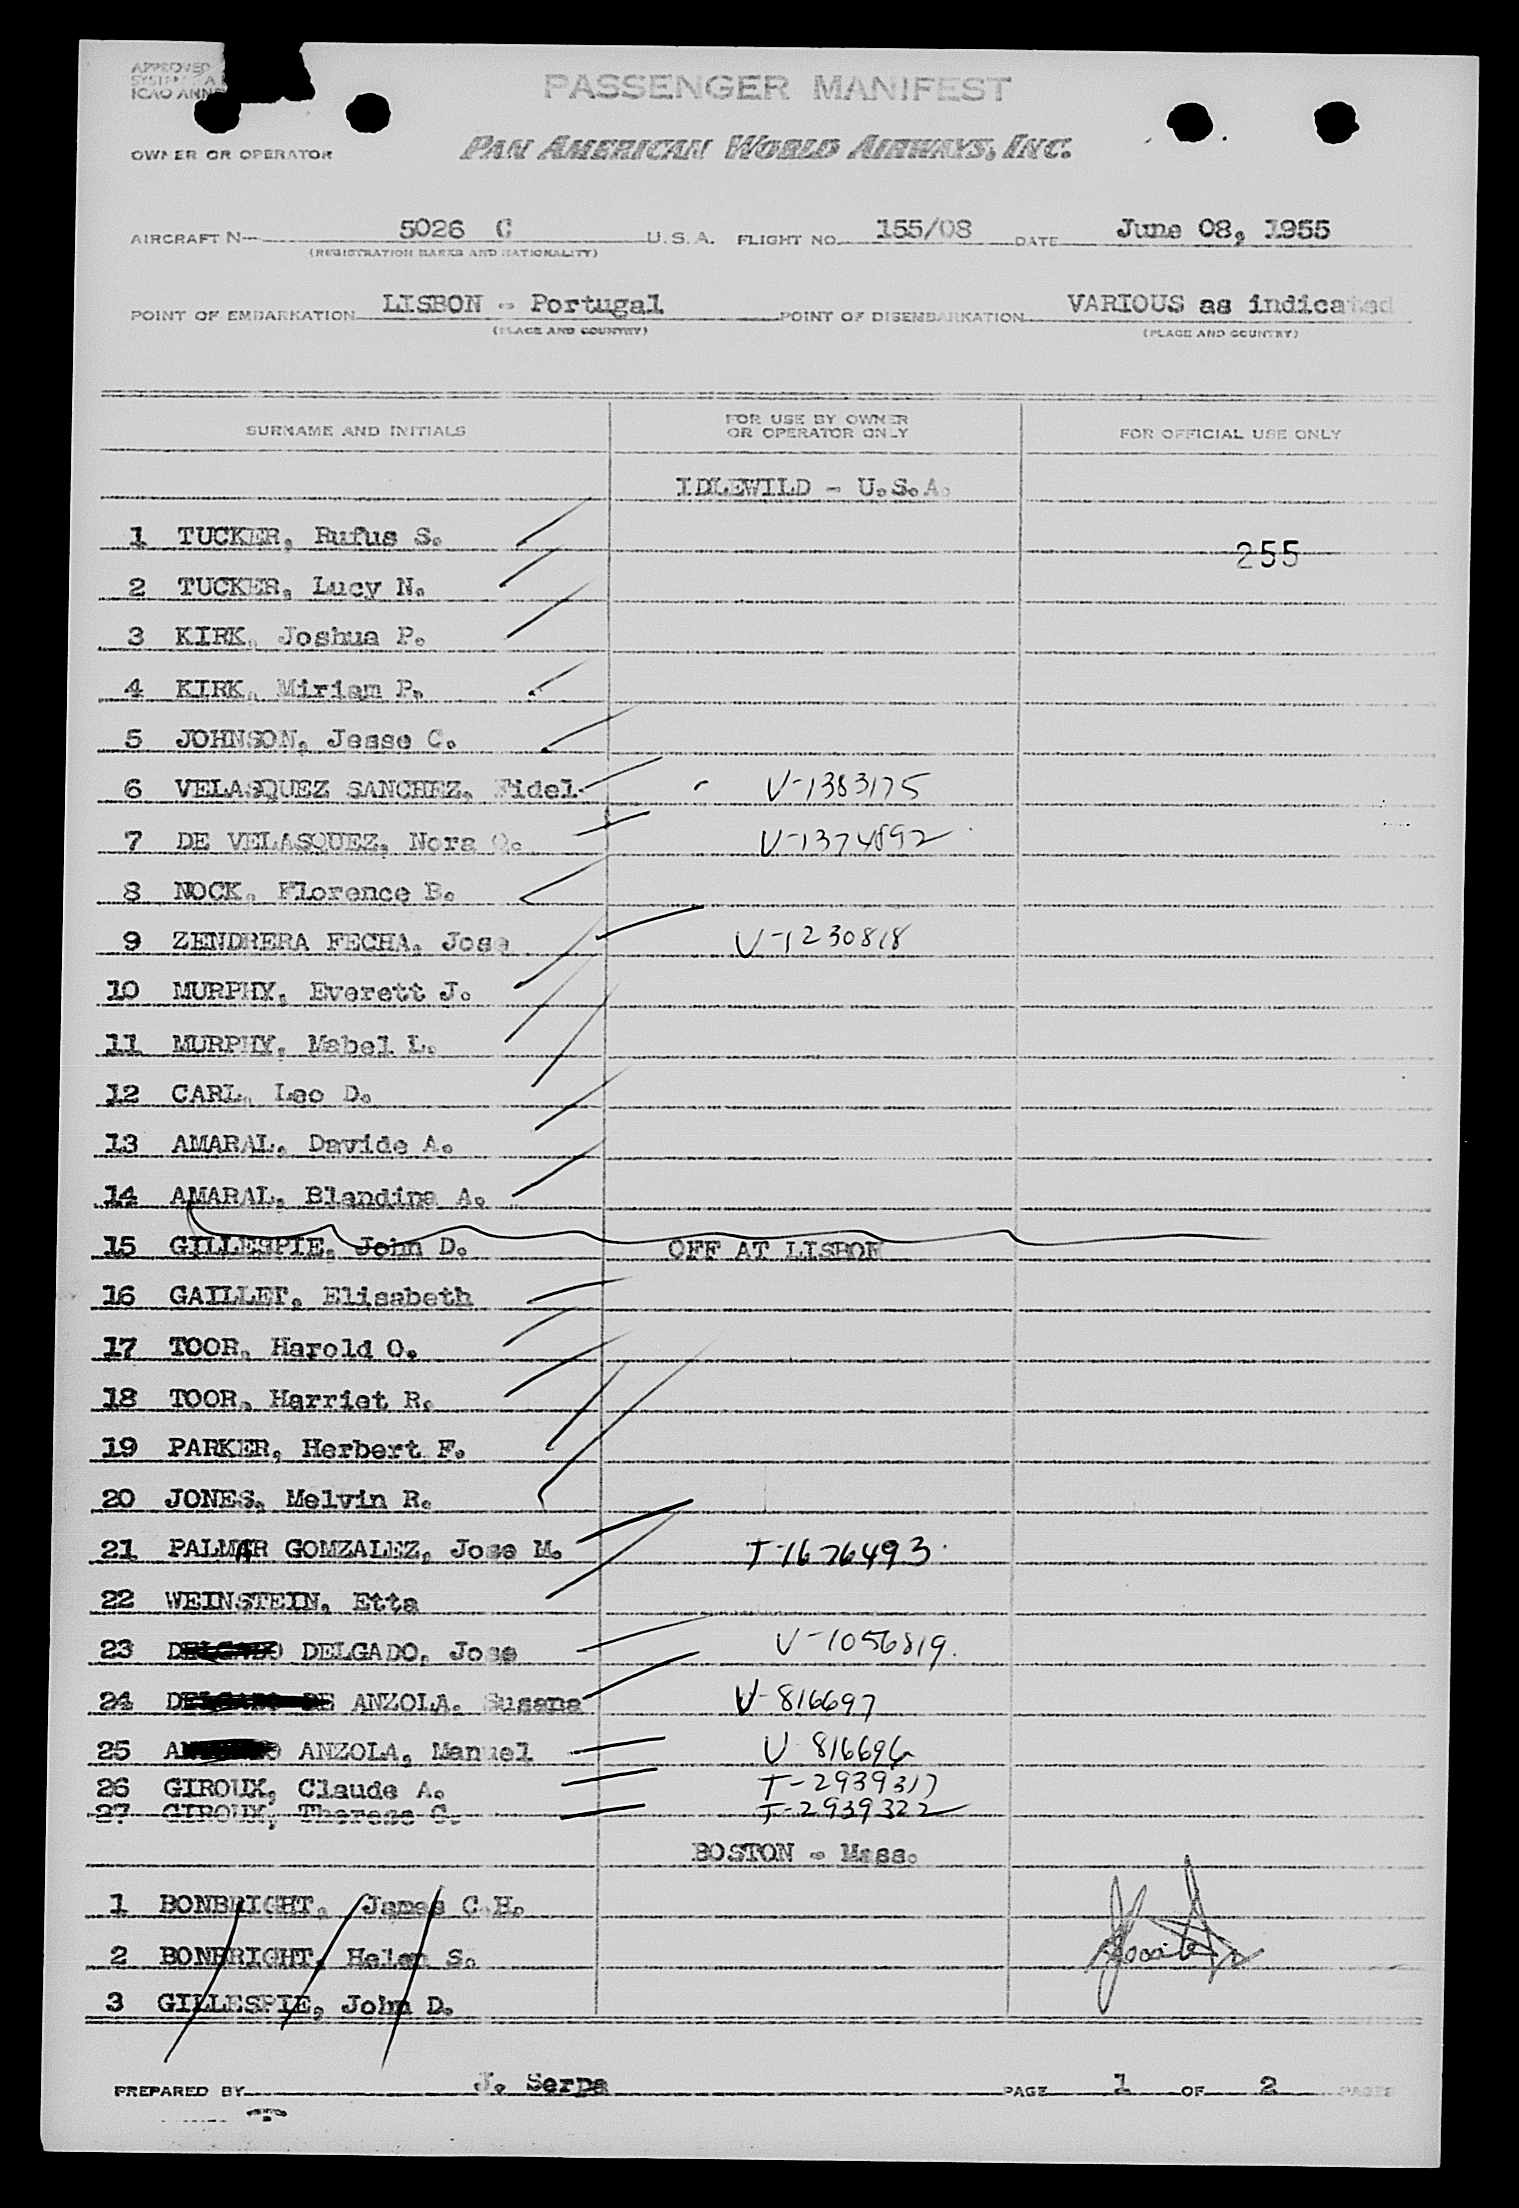 APPROVED
ICAO ANN
PASSENGER MANIFEST
OWNER OR OPERATOR PAN AMERICAN WORLD AIRWAYS, INC.
AIRCRAFT N 5026 C U.S.A. FLIGHT NO. 155/08 DATE June 08, 1955
(REGISTRATION MARKS AND NATIONALITY)
POINT OF EMBARKATION LISBON - Portugal POINT OF DISEMBARKATION VARIOUS as indicated
(PLACE AND COUNTRY) (PLACE AND COUNTRY)
SURNAME AND INITIALS FOR USE BY OWNER OR OPERATOR ONLY FOR OFFICIAL USE ONLY
IDLEWILD - U.S.A.
1 TUCKER, Rufus S. 255
2 TUCKER, Lucy N.
3 KIRK, Joshua P.
4 KIRK, Miriam P.
5 JOHNSON, Jesse C.
6 VELASQUEZ SANCHEZ, Fidel V-1383175
7 DE VELASQUEZ, Nora Q. V-1374892
8 NOCK, Florence B.
9 ZENDRERA FECHA, Jose V-1230818
10 MURPHY, Everett J.
11 MURPHY, Mabel L.
12 CARL, Leo D.
13 AMARAL, Davide A.
14 AMARAL, Blandina A.
15 GILLESPIE, John D. OFF AT LISBON
16 GAILLET, Elisabeth
17 TOOR, Harold O.
18 TOOR, Harriet R.
19 PARKER, Herbert F.
20 JONES, Melvin R.
21 PALMAR GOMZALEZ, Jose M. T-1676493
22 WEINSTEIN, Etta
23 DELGADO DELGADO, Jose V-1056819.
24 DELGADO DE ANZOLA, Susana V-816697
25 ANZOLA, Manuel V-816696
26 GIROUX, Claude A. T-2939317
27 GIROUX, Therese C. T-2939322
BOSTON - Mass.
1 BONBRIGHT, James C.H.
2 BONBRIGHT, Helen S.
3 GILLESPIE, John D.
PREPARED BY J. Serpa PAGE 1 OF 2 PAGES